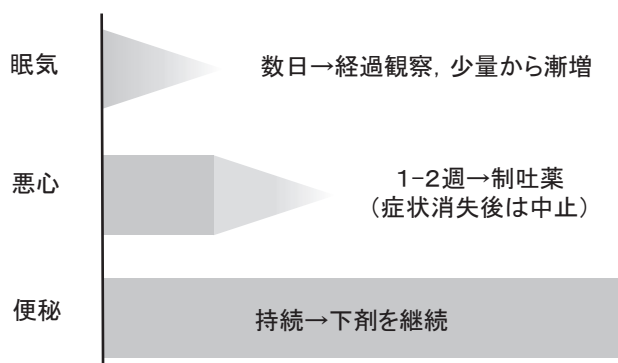 眠気
数日→経過観察，少量から漸増
悪心
1-2週→制吐薬
（症状消失後は中止）
便秘
持続→下剤を継続